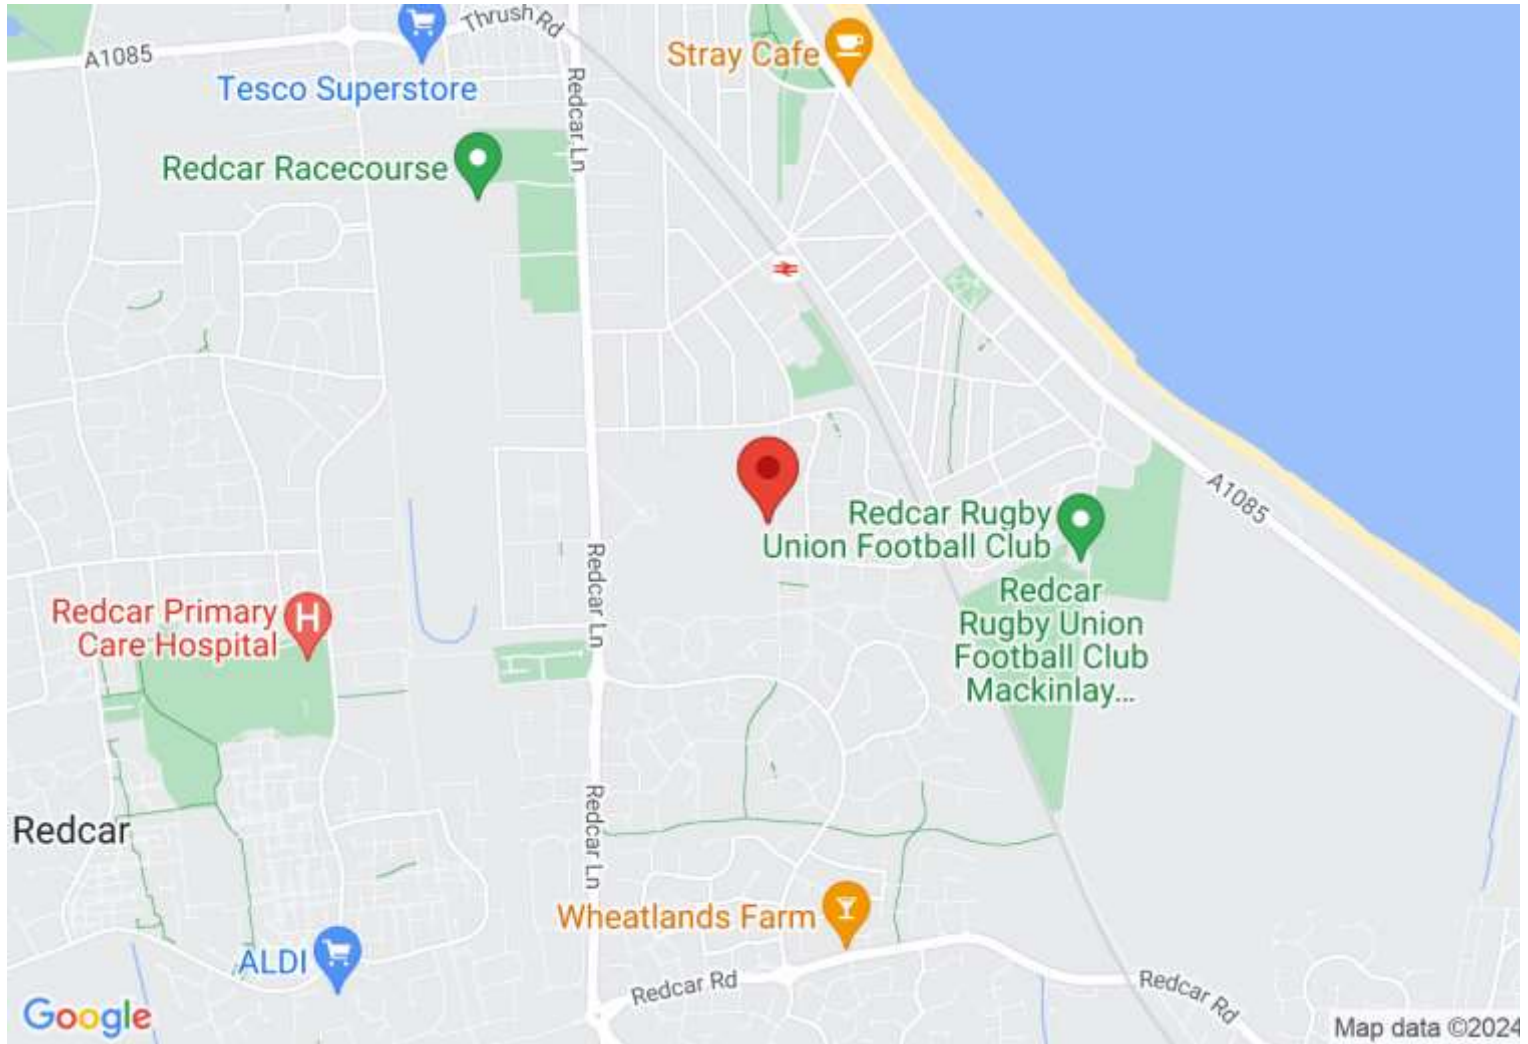 Thrush Rd
A1085
Stray Cafe
Tesco Superstore
Redcar Ln
Redcar Racecourse
A1085
Redcar Rugby
Union Football Club
Redcar Ln
Redcar
Rugby Union
Football Club
Mackinlay...
Redcar Primary
Care Hospital
H
Redcar
Redcar Ln
Wheatlands Farm
ALDI
Redcar Rd
Redcar Rd
Google
Map data ©2024